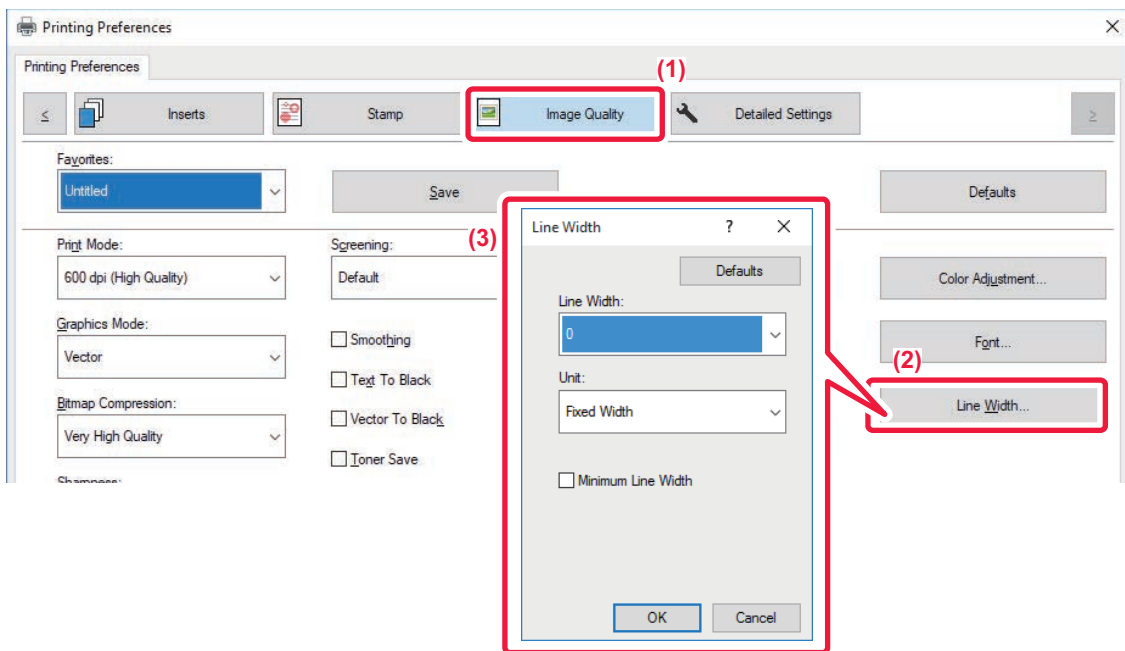 Printing Preferences
Printing Preferences
(1)
≤ Inserts Stamp Image Quality Detailed Settings ≥
Favorites:
Untitled Save Defaults
(3)
Line Width ? ×
Print Mode: Screening:
600 dpi (High Quality) Default Color Adjustment...
Defaults
Line Width:
0
Graphics Mode:
Vector Smoothing Font...
(2)
Text To Black
Unit:
Fixed Width
Bitmap Compression: Line Width...
Very High Quality Vector To Black
Toner Save
Minimum Line Width
Sharpness:
OK Cancel